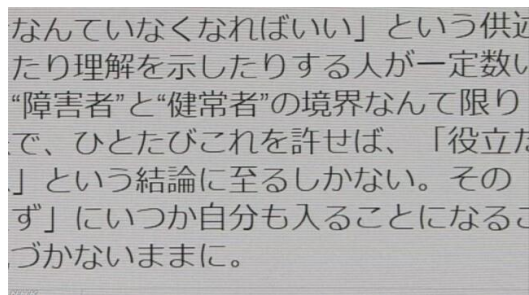 なんていなくなればいい」という供述
たり理解を示したりする人が一定数い
“障害者”と“健常者”の境界なんて限り
で、ひとたびこれを許せば、「役立た
」という結論に至るしかない。その
ず」にいつか自分も入ることになるこ
づかないままに。